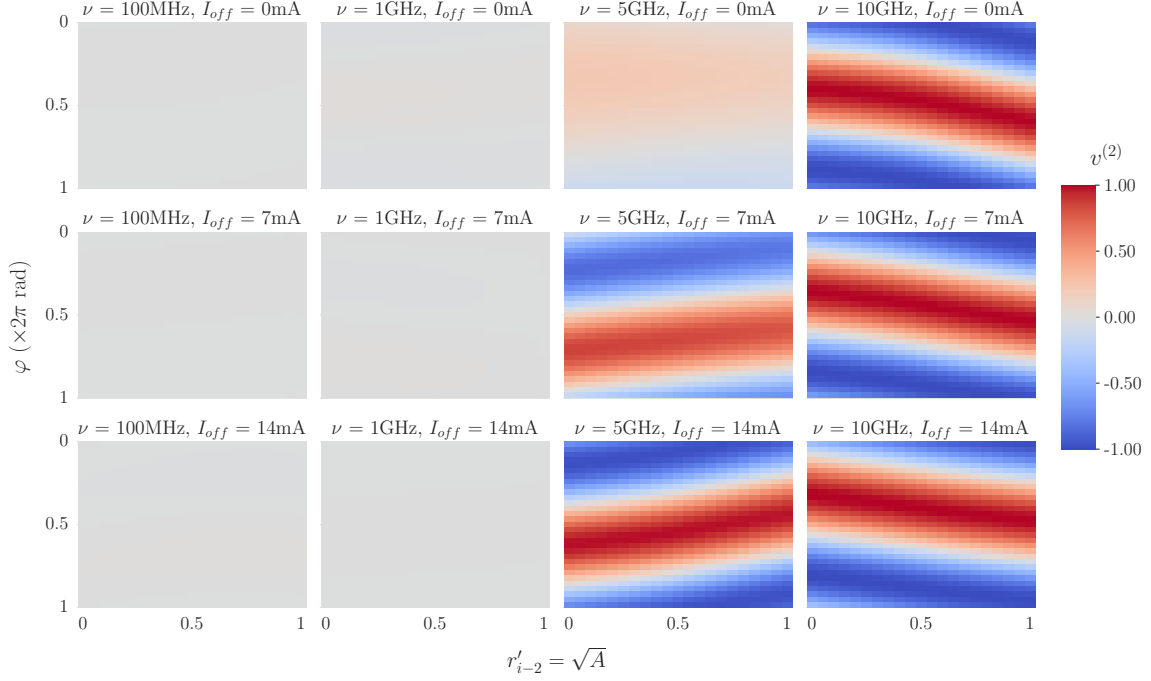 ν = 100MHz, I_off = 0mA
ν = 1GHz, I_off = 0mA
ν = 5GHz, I_off = 0mA
ν = 10GHz, I_off = 0mA
0
0.5
1
ν = 100MHz, I_off = 7mA
ν = 1GHz, I_off = 7mA
ν = 5GHz, I_off = 7mA
ν = 10GHz, I_off = 7mA
0
0.5
1
ν = 100MHz, I_off = 14mA
ν = 1GHz, I_off = 14mA
ν = 5GHz, I_off = 14mA
ν = 10GHz, I_off = 14mA
0
0.5
1
0 0.5 1
0 0.5 1
0 0.5 1
0 0.5 1
φ (×2π rad)
r′_{i−2} = √A
v^(2)
1.00
0.50
0.00
-0.50
-1.00